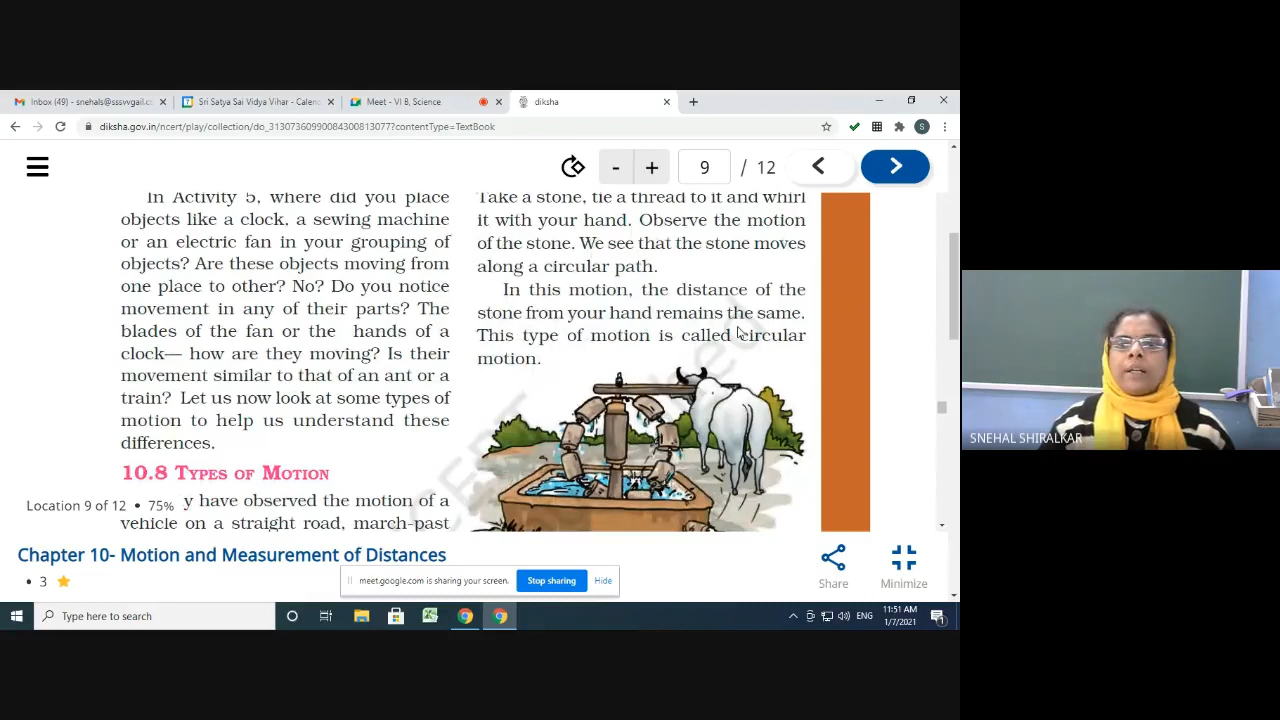 Inbox (49) - snehals@sssvvgail.c
Sri Satya Sai Vidya Vihar - Calen
Meet - VI B, Science
diksha
diksha.gov.in/ncert/play/collection/do_31307360990084300813077?contentType=TextBook
S
- + 9 / 12
In Activity 5, where did you place
objects like a clock, a sewing machine
or an electric fan in your grouping of
objects? Are these objects moving from
one place to other? No? Do you notice
movement in any of their parts? The
blades of the fan or the hands of a
clock— how are they moving? Is their
movement similar to that of an ant or a
train? Let us now look at some types of
motion to help us understand these
differences.
10.8 TYPES OF MOTION
y have observed the motion of a
vehicle on a straight road, march-past
Location 9 of 12 • 75%
Take a stone, tie a thread to it and whirl
it with your hand. Observe the motion
of the stone. We see that the stone moves
along a circular path.
In this motion, the distance of the
stone from your hand remains the same.
This type of motion is called circular
motion.
Chapter 10- Motion and Measurement of Distances
• 3
Share
Minimize
meet.google.com is sharing your screen.
Stop sharing
Hide
Type here to search
ENG
11:51 AM
1/7/2021
SNEHAL SHIRALKAR